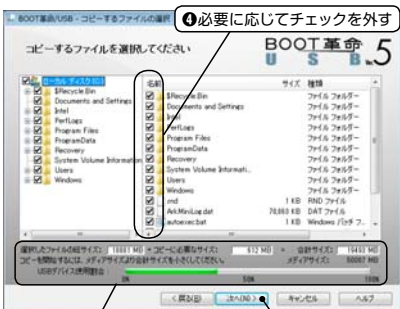 BOOT革命/USB - コピーするファイルの選択
❹必要に応じてチェックを外す
コピーするファイルを選択してください
BOOT革命
USB Ver.5
ローカル ディスク (C:)
$Recycle.Bin
Documents and Settings
Intel
PerfLogs
Program Files
ProgramData
Recovery
System Volume Information
Users
Windows
名前 サイズ 種類
$Recycle.Bin ファイル フォルダー
Documents and Settings ファイル フォルダー
Intel ファイル フォルダー
PerfLogs ファイル フォルダー
Program Files ファイル フォルダー
ProgramData ファイル フォルダー
Recovery ファイル フォルダー
System Volume Informati.. ファイル フォルダー
Users ファイル フォルダー
Windows ファイル フォルダー
.rnd 1 KB RND ファイル
ArkMiniLog.dat DAT ファイル
autoexec.bat 1 KB Windows バッチ フ..
選択したファイルの総サイズ: + コピーに必要なサイズ: 512 MB = 合計サイズ:
コピーを開始するには、メディアサイズより合計サイズを小さくしてください。 メディアサイズ:
USBデバイス使用割合:
0% 50% 100%
< 戻る(B) 次へ(N) > キャンセル ヘルプ